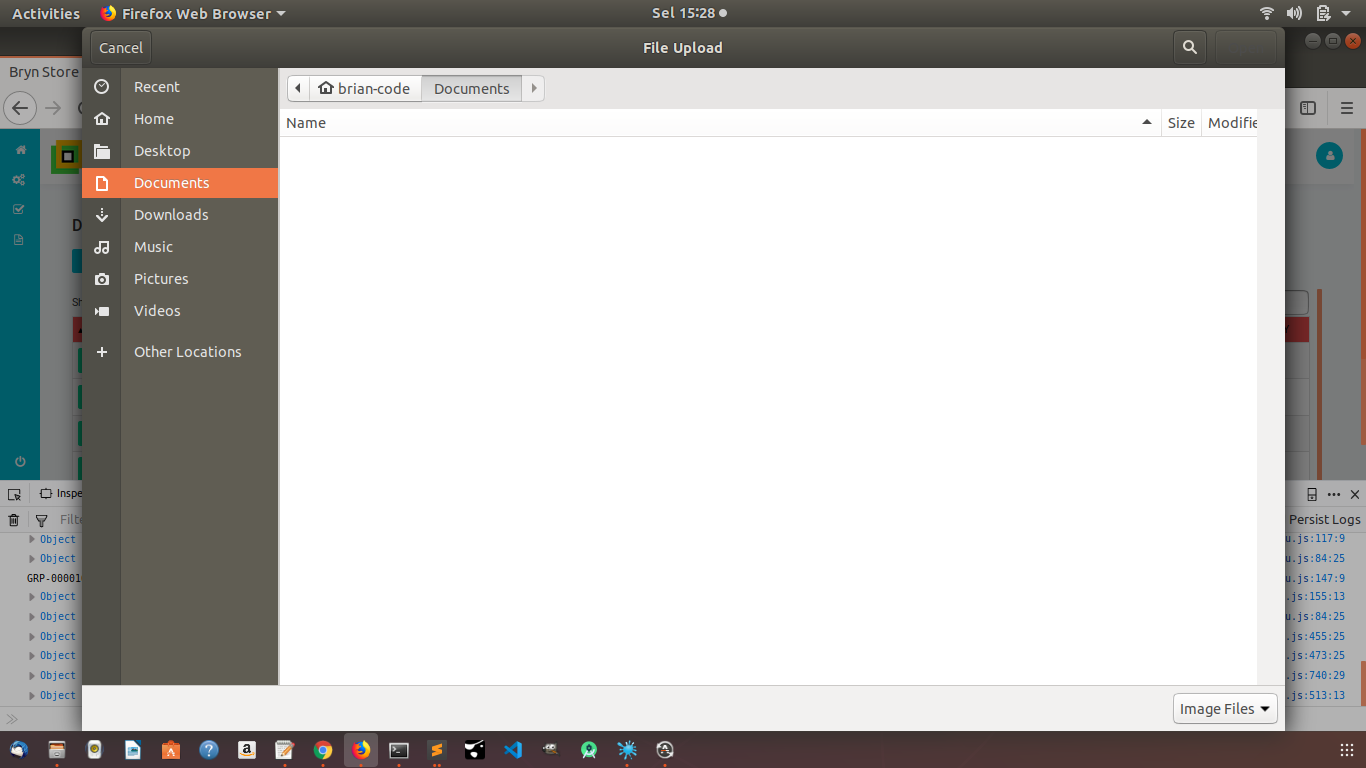 Activities Firefox Web Browser Sel 15:28
Cancel File Upload
Bryn Store
Recent
Home
Desktop
Documents
Downloads
Music
Pictures
Videos
Other Locations
brian-code Documents
Name Size Modifie
Inspe
Filte Persist Logs
Object u.js:117:9
Object u.js:84:25
GRP-00001 u.js:147:9
Object .js:155:13
Object u.js:84:25
Object .js:455:25
Object .js:473:25
Object .js:740:29
Object .js:513:13
Image Files